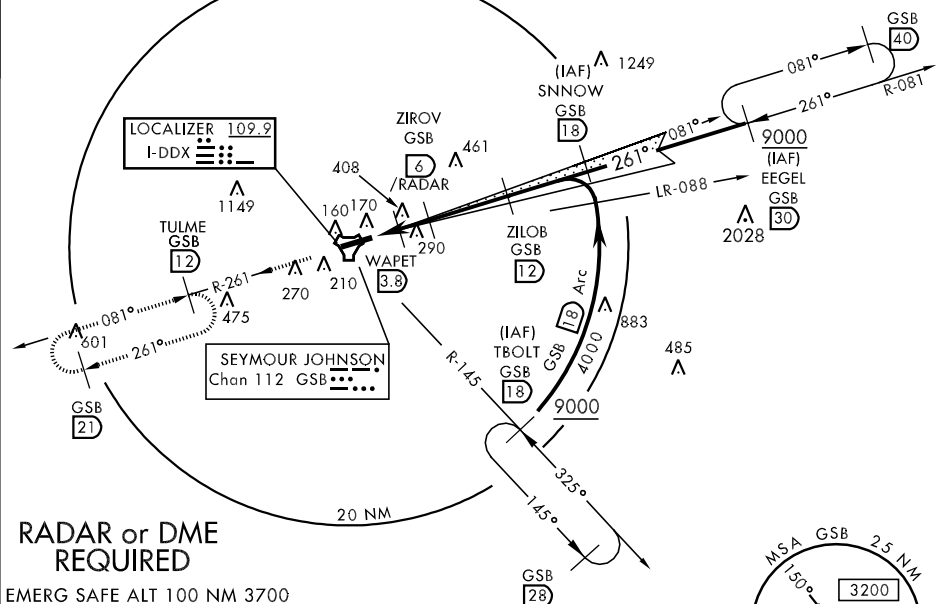 GSB
40
081°
R-081
261°
(IAF)
SNNOW
GSB
18
1249
9000
(IAF)
EEGEL
GSB
30
2028
081°
261°
LR-088
LOCALIZER 109.9
I-DDX
ZIROV
GSB
6
/RADAR
461
408
1149
160
170
290
ZILOB
GSB
12
TULME
GSB
12
R-261
WAPET
3.8
270
210
475
081°
601
261°
GSB
21
SEYMOUR JOHNSON
Chan 112 GSB
R-145
(IAF)
TBOLT
GSB
18
GSB 18 Arc
4000
883
485
9000
325°
145°
20 NM
GSB
28
RADAR or DME
REQUIRED
EMERG SAFE ALT 100 NM 3700
MSA GSB 25 NM
150°
3200